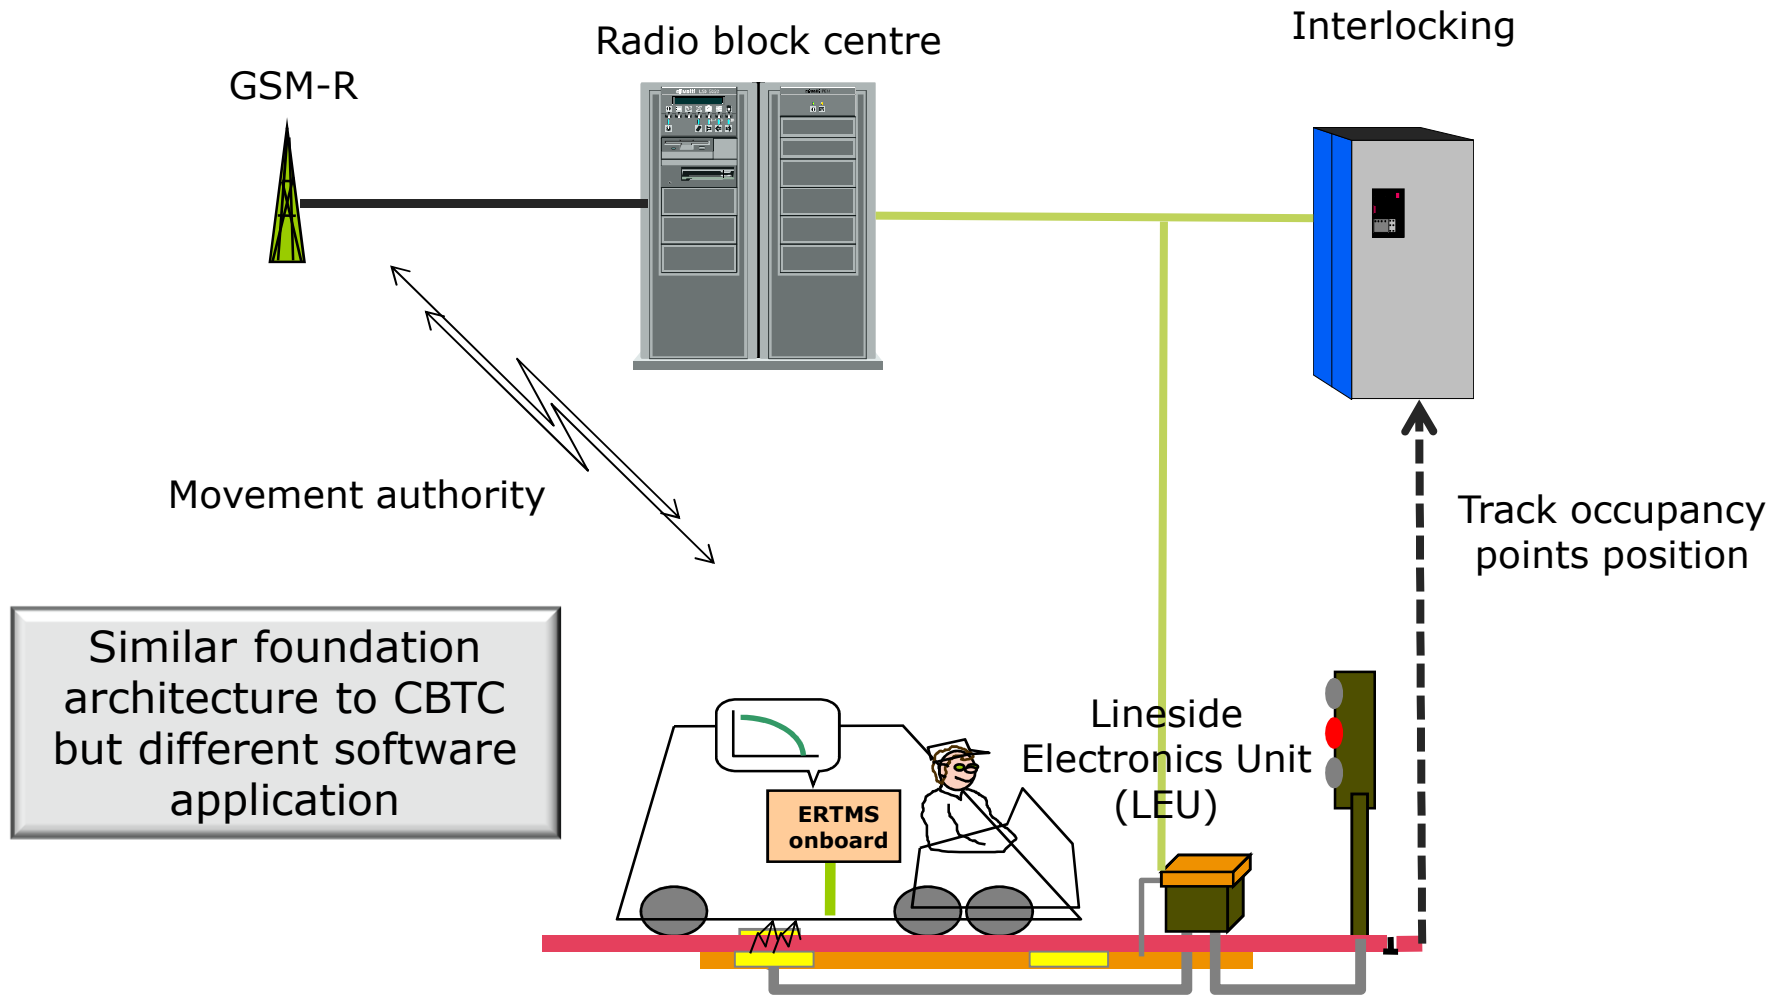 Interlocking
Radio block centre
GSM-R
Movement authority
Track occupancy
points position
Similar foundation
architecture to CBTC
but different software
application
Lineside
Electronics Unit
(LEU)
ERTMS
onboard